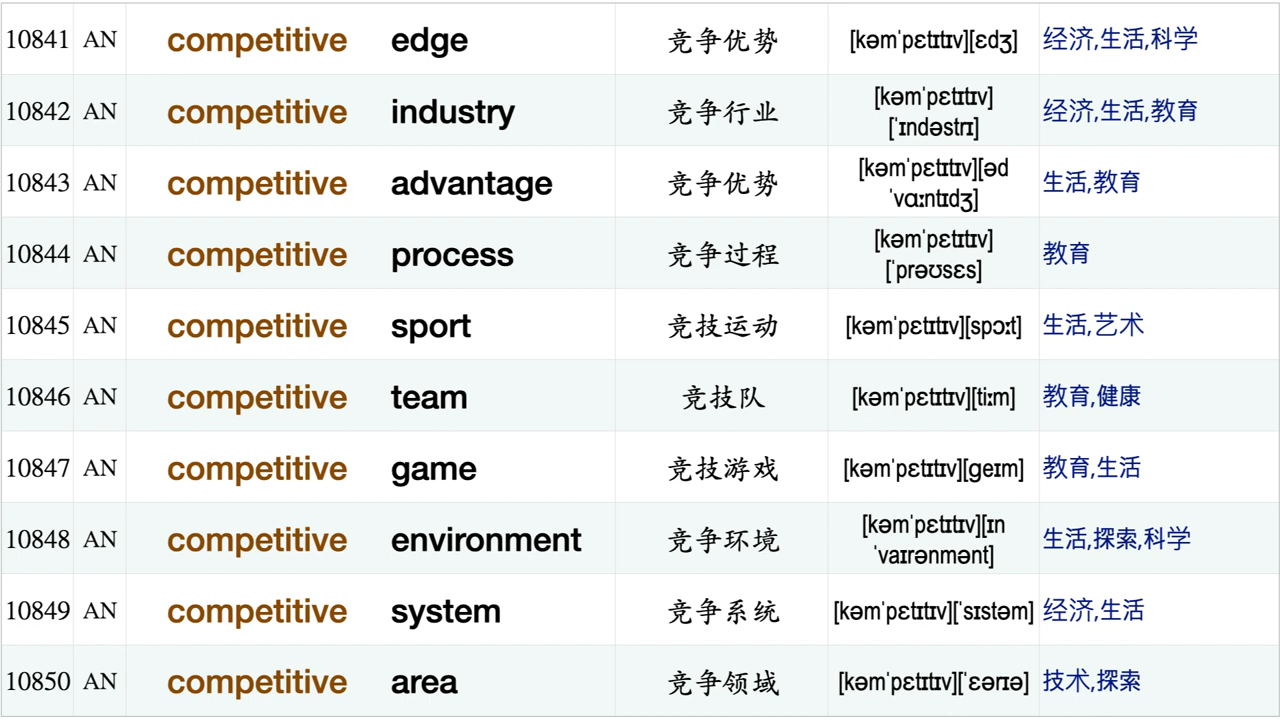 10841 AN competitive edge 竞争优势 [kəmˈpɛtɪtɪv][ɛdʒ] 经济,生活,科学
10842 AN competitive industry 竞争行业 [kəmˈpɛtɪtɪv][ˈɪndəstrɪ] 经济,生活,教育
10843 AN competitive advantage 竞争优势 [kəmˈpɛtɪtɪv][ədˈvɑːntɪdʒ] 生活,教育
10844 AN competitive process 竞争过程 [kəmˈpɛtɪtɪv][ˈprəʊsɛs] 教育
10845 AN competitive sport 竞技运动 [kəmˈpɛtɪtɪv][spɔːt] 生活,艺术
10846 AN competitive team 竞技队 [kəmˈpɛtɪtɪv][tiːm] 教育,健康
10847 AN competitive game 竞技游戏 [kəmˈpɛtɪtɪv][geɪm] 教育,生活
10848 AN competitive environment 竞争环境 [kəmˈpɛtɪtɪv][ɪnˈvaɪrənmənt] 生活,探索,科学
10849 AN competitive system 竞争系统 [kəmˈpɛtɪtɪv][ˈsɪstəm] 经济,生活
10850 AN competitive area 竞争领域 [kəmˈpɛtɪtɪv][ˈɛərɪə] 技术,探索